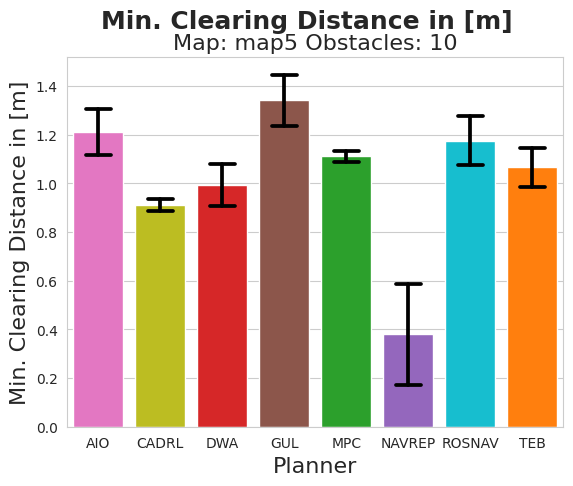 Min. Clearing Distance in [m]
Map: map5 Obstacles: 10
Min. Clearing Distance in [m]
1.4
1.2
1.0
0.8
0.6
0.4
0.2
0.0
AIO CADRL DWA GUL MPC NAVREP ROSNAV TEB
Planner